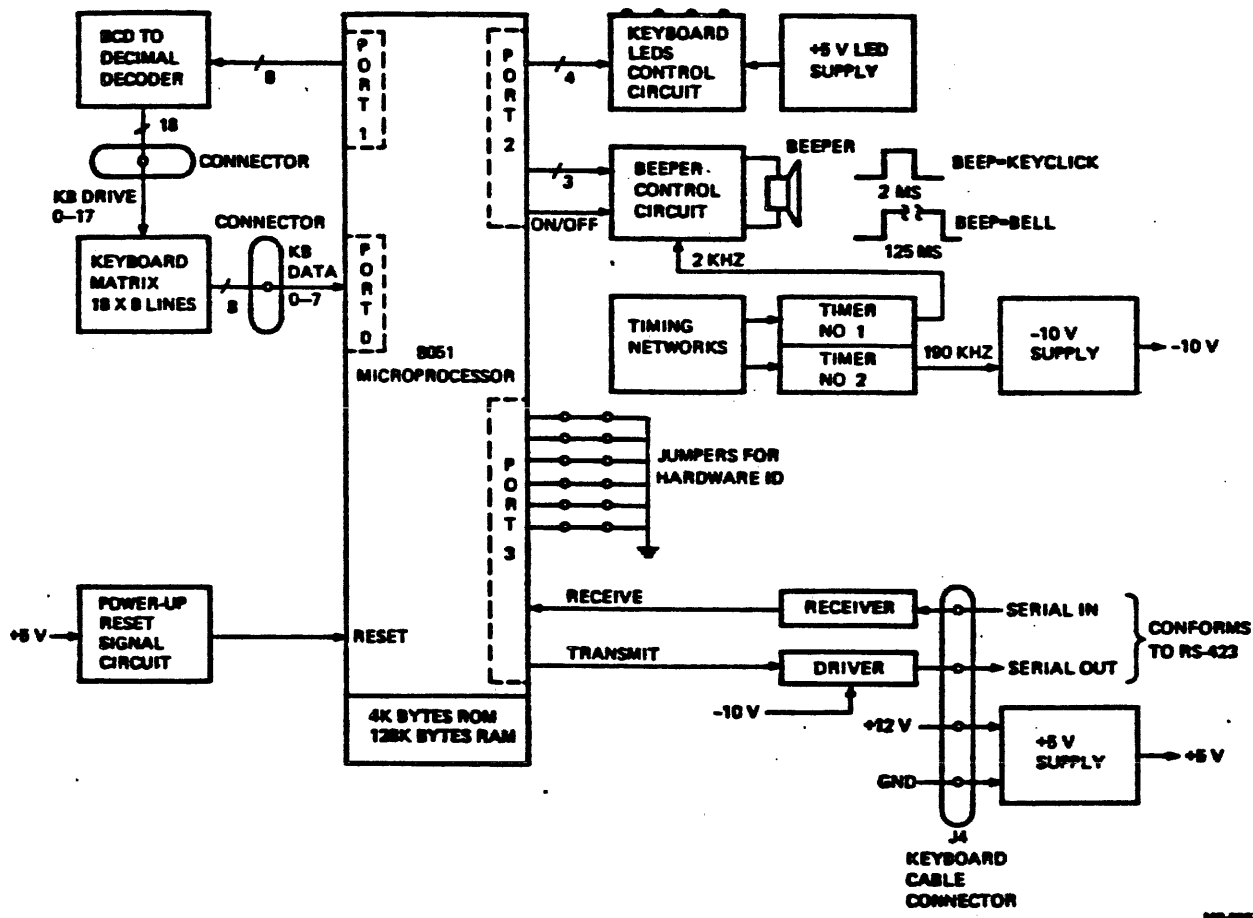 BCD TO
DECIMAL
DECODER
8
18
CONNECTOR
KB DRIVE
0–17
KEYBOARD
MATRIX
18 X 8 LINES
8
CONNECTOR
KB
DATA
0–7
PORT 1
PORT 0
PORT 2
PORT 3
8051
MICROPROCESSOR
RESET
4K BYTES ROM
128K BYTES RAM
+5 V
POWER-UP
RESET
SIGNAL
CIRCUIT
4
KEYBOARD
LEDS
CONTROL
CIRCUIT
+5 V LED
SUPPLY
3
ON/OFF
BEEPER
CONTROL
CIRCUIT
BEEPER
BEEP=KEYCLICK
2 MS
BEEP=BELL
125 MS
2 KHZ
TIMING
NETWORKS
TIMER
NO 1
TIMER
NO 2
190 KHZ
–10 V
SUPPLY
–10 V
JUMPERS FOR
HARDWARE ID
RECEIVE
RECEIVER
SERIAL IN
TRANSMIT
DRIVER
SERIAL OUT
CONFORMS
TO RS-423
–10 V
+12 V
GND
+5 V
SUPPLY
+5 V
J4
KEYBOARD
CABLE
CONNECTOR